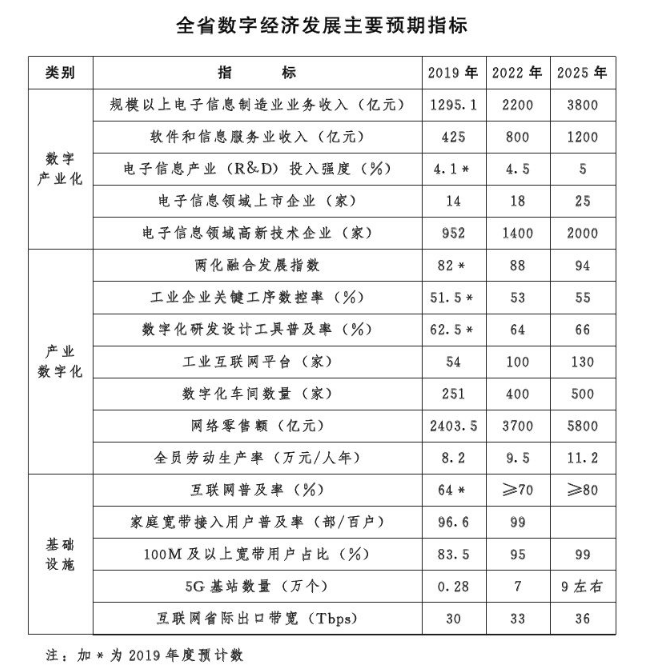 全省数字经济发展主要预期指标
类别 指标 2019年 2022年 2025年
数字产业化 规模以上电子信息制造业业务收入（亿元） 1295.1 2200 3800
软件和信息服务业收入（亿元） 425 800 1200
电子信息产业（R&D）投入强度（%） 4.1* 4.5 5
电子信息领域上市企业（家） 14 18 25
电子信息领域高新技术企业（家） 952 1400 2000
产业数字化 两化融合发展指数 82* 88 94
工业企业关键工序数控率（%） 51.5* 53 55
数字化研发设计工具普及率（%） 62.5* 64 66
工业互联网平台（家） 54 100 130
数字化车间数量（家） 251 400 500
网络零售额（亿元） 2403.5 3700 5800
全员劳动生产率（万元/人年） 8.2 9.5 11.2
基础设施 互联网普及率（%） 64* ≥70 ≥80
家庭宽带接入用户普及率（部/百户） 96.6 99
100M及以上宽带用户占比（%） 83.5 95 99
5G基站数量（万个） 0.28 7 9左右
互联网省际出口带宽（Tbps） 30 33 36
注：加*为2019年度预计数